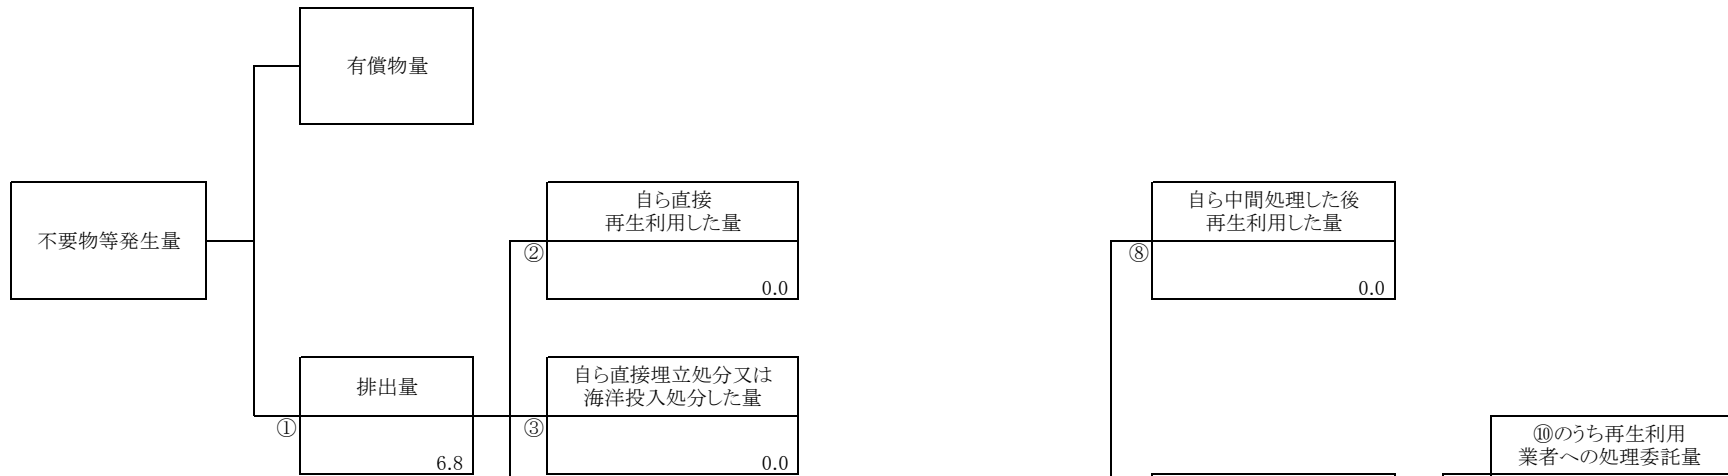 有償物量
不要物等発生量
自ら直接
再生利用した量
②
0.0
自ら中間処理した後
再生利用した量
⑧
0.0
排出量
①
6.8
自ら直接埋立処分又は
海洋投入処分した量
③
0.0
⑩のうち再生利用
業者への処理委託量